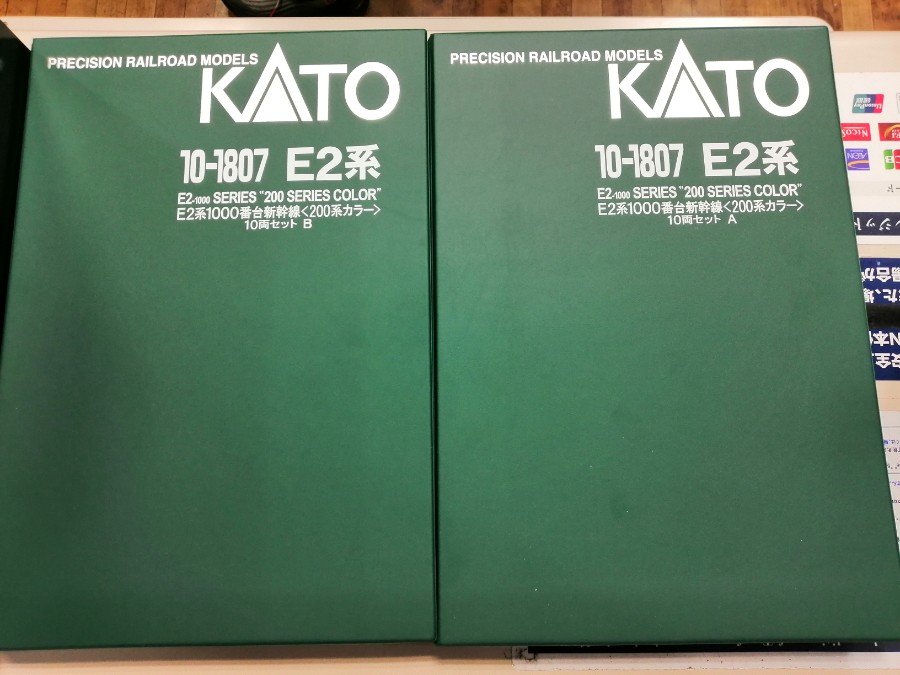 PRECISION RAILROAD MODELS
KATO
10-1807 E2系
E2-1000 SERIES "200 SERIES COLOR"
E2系1000番台新幹線<200系カラー>
10両セット B
PRECISION RAILROAD MODELS
KATO
10-1807 E2系
E2-1000 SERIES "200 SERIES COLOR"
E2系1000番台新幹線<200系カラー>
10両セット A
UnionPay
NICOS
AEON
JCB